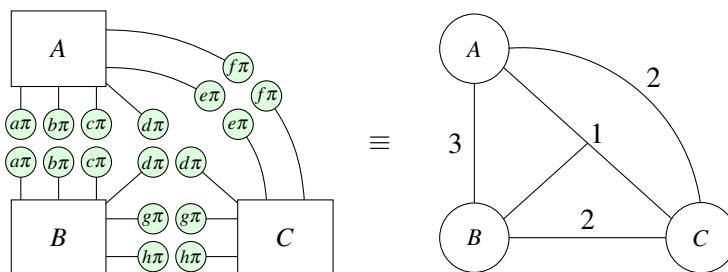 A
fπ
A
2
eπ
fπ
aπ bπ cπ dπ eπ
1
≡
3
aπ bπ cπ dπ dπ
gπ gπ
2
B C B C
hπ hπ